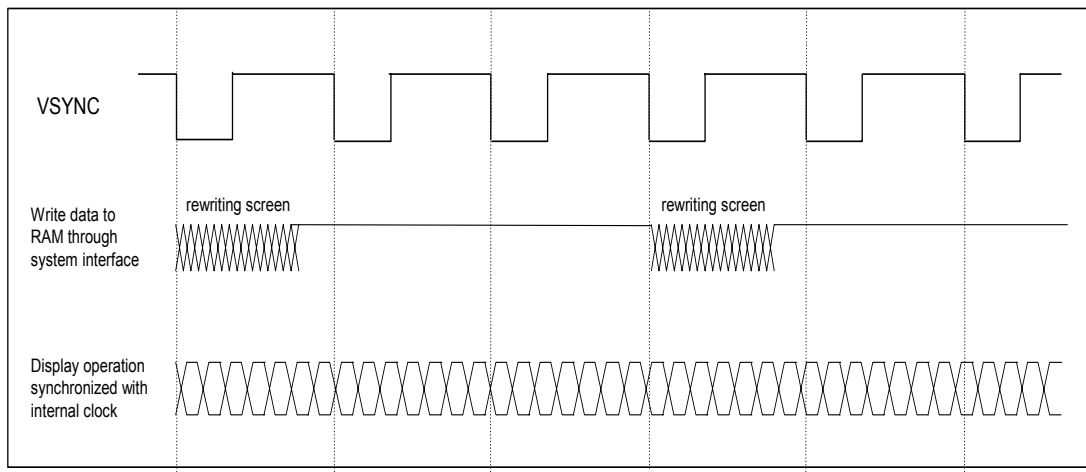 VSYNC
Write data to
RAM through
system interface
rewriting screen
rewriting screen
Display operation
synchronized with
internal clock